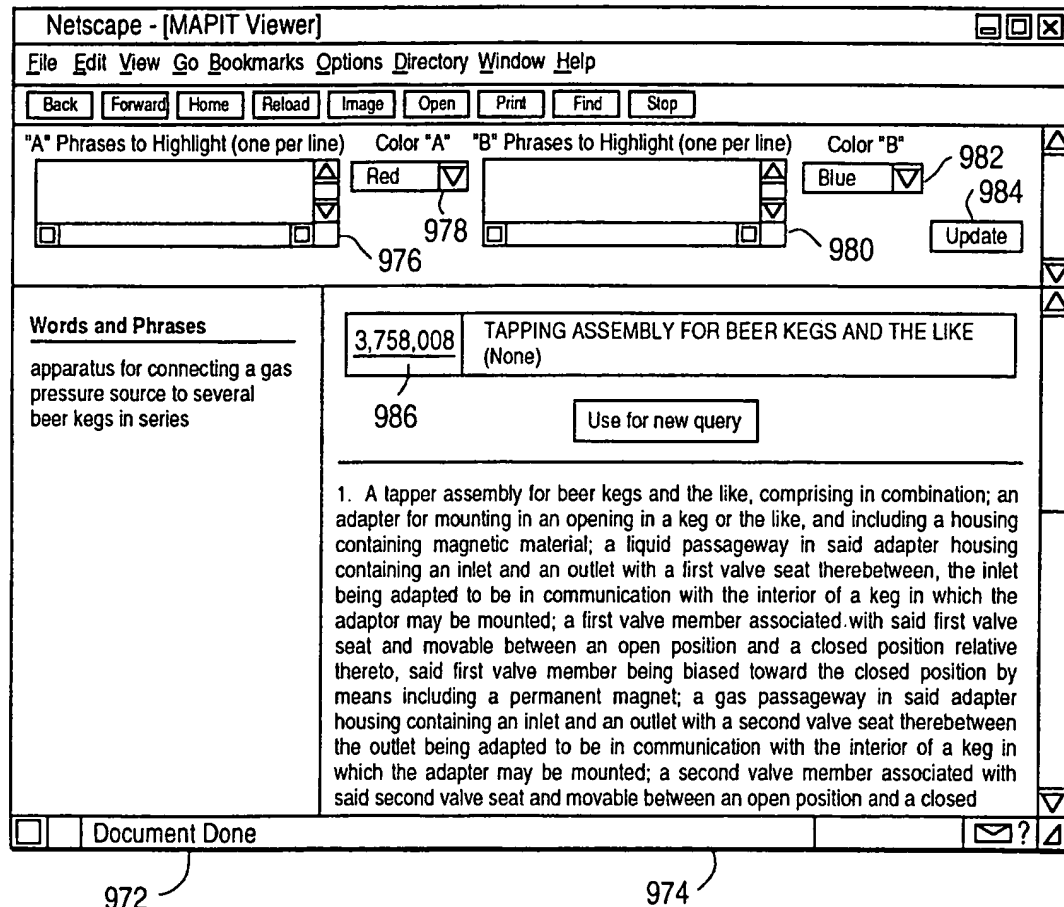 Netscape - [MAPIT Viewer]
File Edit View Go Bookmarks Options Directory Window Help
Back Forward Home Reload Image Open Print Find Stop
"A" Phrases to Highlight (one per line) Color "A" "B" Phrases to Highlight (one per line) Color "B"
Red
Blue
982
984
978
976
980
Update
Words and Phrases
apparatus for connecting a gas
pressure source to several
beer kegs in series
3,758,008
TAPPING ASSEMBLY FOR BEER KEGS AND THE LIKE
(None)
986
Use for new query
1. A tapper assembly for beer kegs and the like, comprising in combination; an
adapter for mounting in an opening in a keg or the like, and including a housing
containing magnetic material; a liquid passageway in said adapter housing
containing an inlet and an outlet with a first valve seat therebetween, the inlet
being adapted to be in communication with the interior of a keg in which the
adaptor may be mounted; a first valve member associated with said first valve
seat and movable between an open position and a closed position relative
thereto, said first valve member being biased toward the closed position by
means including a permanent magnet; a gas passageway in said adapter
housing containing an inlet and an outlet with a second valve seat therebetween
the outlet being adapted to be in communication with the interior of a keg in
which the adapter may be mounted; a second valve member associated with
said second valve seat and movable between an open position and a closed
Document Done
?
972
974